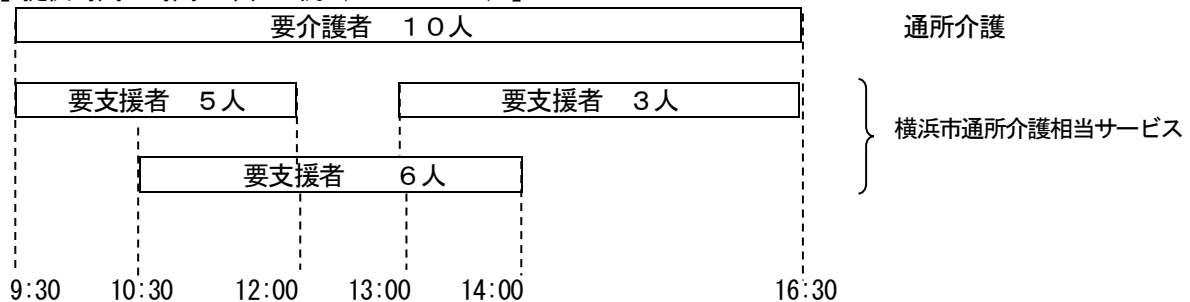 要介護者　１０人
通所介護
要支援者　５人
要支援者　３人
横浜市通所介護相当サービス
要支援者　　６人
9:30 10:30 12:00 13:00 14:00 16:30